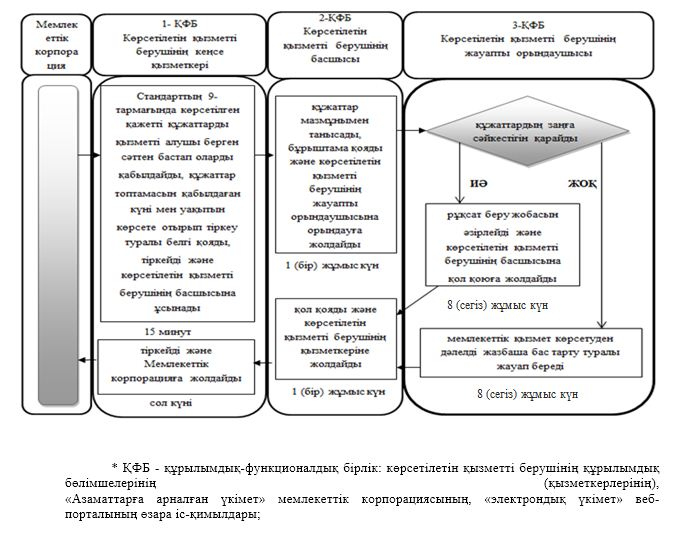 Мемлек
еттік
корпора
ция
1- ҚФБ
Көрсетілетін қызметті
берушінің кеңсе
қызметкері
2-ҚФБ
Көрсетілетін
қызметті берушінің
басшысы
3-ҚФБ
Көрсетілетін қызметті берушінің
жауапты орындаушысы
Стандарттың 9-
тармағында көрсетілген
қажетті құжаттарды
қызметті алушы берген
сәттен бастап оларды
қабылдайды, құжаттар
топтамасын қабылдаған
күні мен уақытын
көрсете отырып тіркеу
туралы белгі қояды,
тіркейді және
көрсетілетін қызметті
берушінің басшысына
ұсынады
15 минут
тіркейді және
Мемлекеттік
корпорацияға жолдайды
сол күні
құжаттар
мазмұнымен
танысады,
бұрыштама қояды
және көрсетілетін
қызметті
берушінің
жауапты
орындаушысына
орындауға
жолдайды
1 (бір) жұмыс күн
қол қояды және
көрсетілетін
қызметті берушінің
қызметкеріне
жолдайды
1 (бір) жұмыс күн
құжаттардың заңға
сәйкестігін қарайды
ИӘ
ЖОҚ
рұқсат беру жобасын
әзірлейді және
көрсетілетін қызметті
берушінің басшысына
қол қоюға жолдайды
8 (сегіз) жұмыс күн
мемлекеттік қызмет көрсетуден
дәлелді жазбаша бас тарту туралы
жауап береді
8 (сегіз) жұмыс күн
* ҚФБ - құрылымдық-функционалдық бірлік: көрсетілетін қызметті берушінің құрылымдық
бөлімшелерінің (қызметкерлерінің),
«Азаматтарға арналған үкімет» мемлекеттік корпорациясының, «электрондық үкімет» веб-
порталының өзара іс-қимылдары;